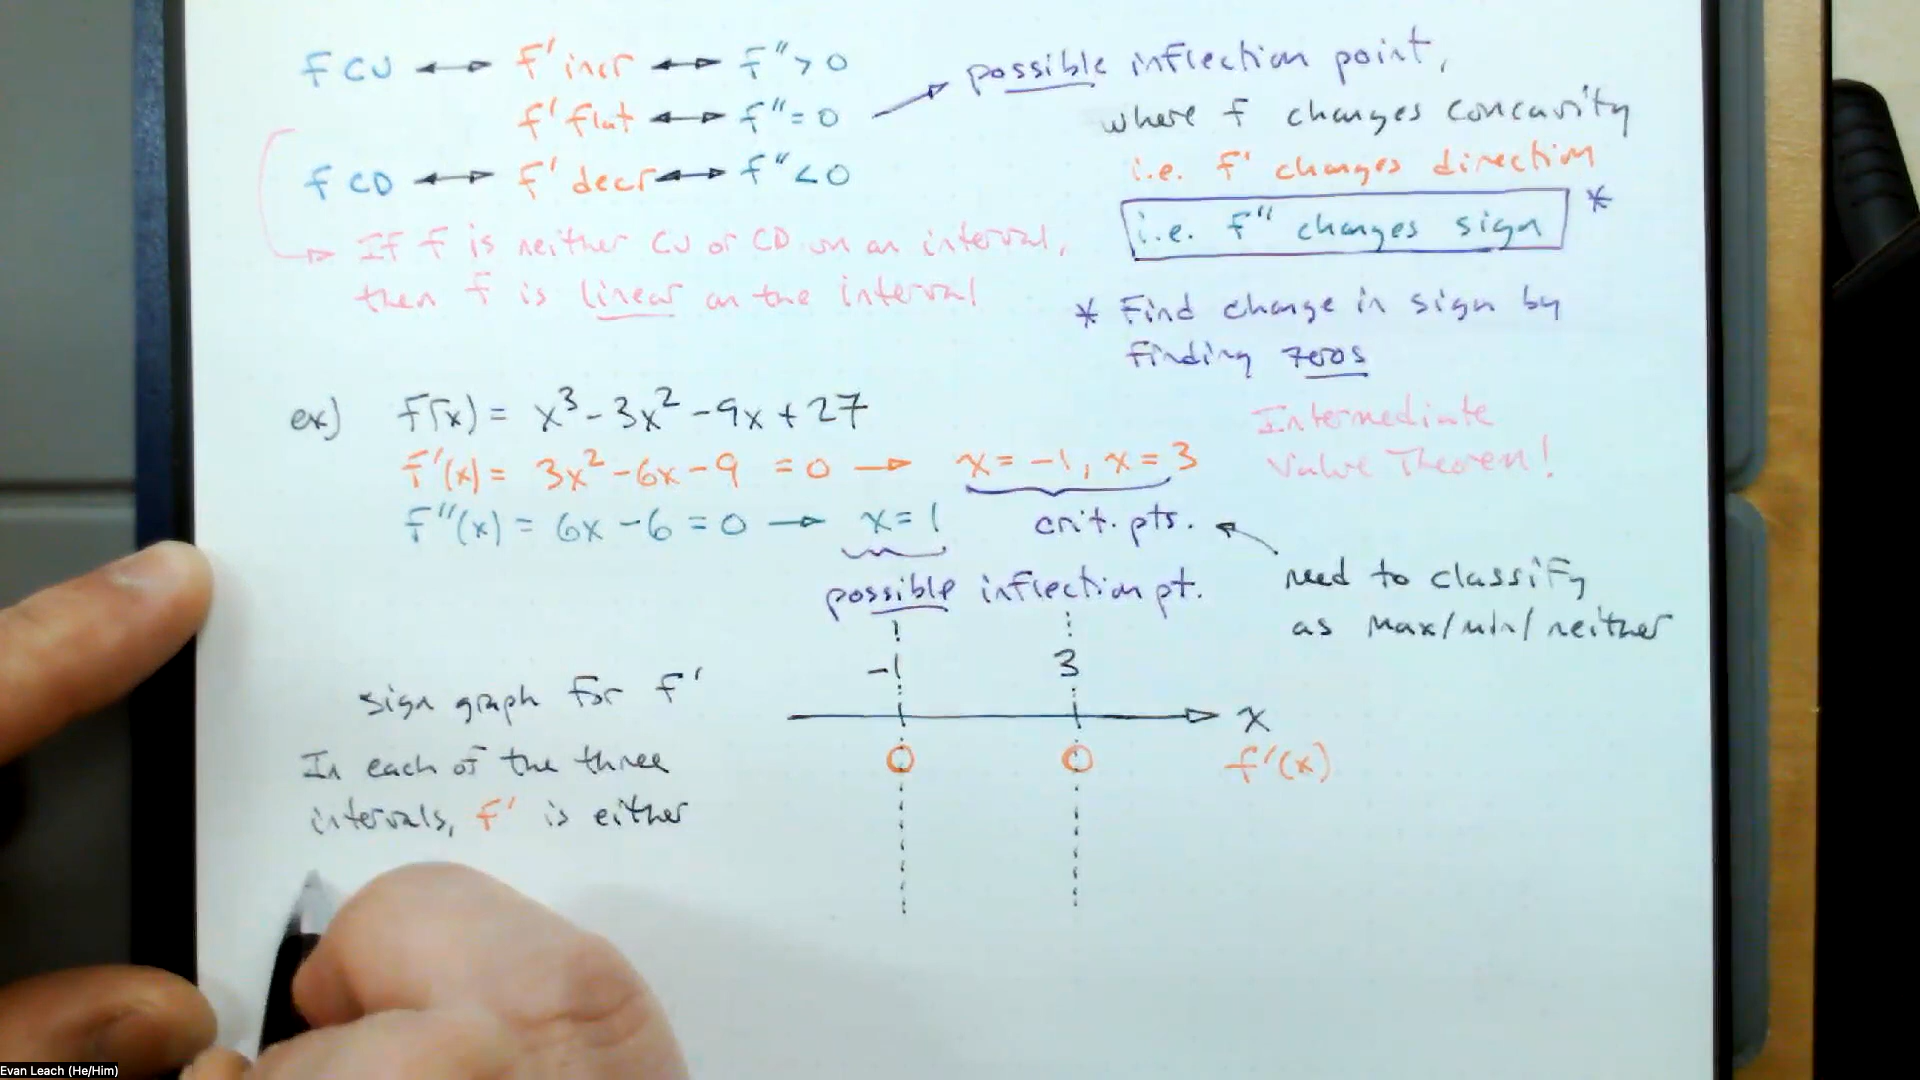 f CU ↔ f' incr ↔ f'' > 0
f' flat ↔ f'' = 0
f CD ↔ f' decr ↔ f'' < 0
If f is neither CU or CD on an interval,
then f is linear on the interval
possible inflection point,
where f changes concavity
i.e. f' changes direction
i.e. f'' changes sign *
* Find change in sign by
finding zeros
Intermediate
Value Theorem!
ex) f(x) = x³ - 3x² - 9x + 27
f'(x) = 3x² - 6x - 9 = 0 → x = -1, x = 3
f''(x) = 6x - 6 = 0 → x = 1
crit. pts.
possible inflection pt.
need to classify
as max/min/neither
-1 3
sign graph for f'
x
0 0 f'(x)
In each of the three
intervals, f' is either
Evan Leach (He/Him)